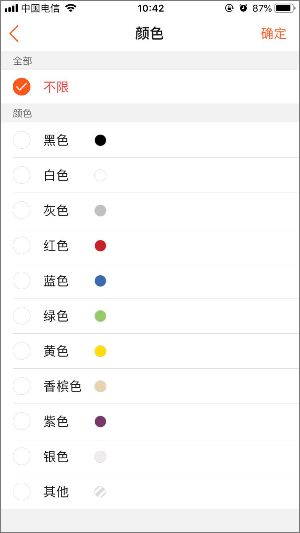 中国电信 10:42 87%
颜色 确定
全部
不限
颜色
黑色
白色
灰色
红色
蓝色
绿色
黄色
香槟色
紫色
银色
其他